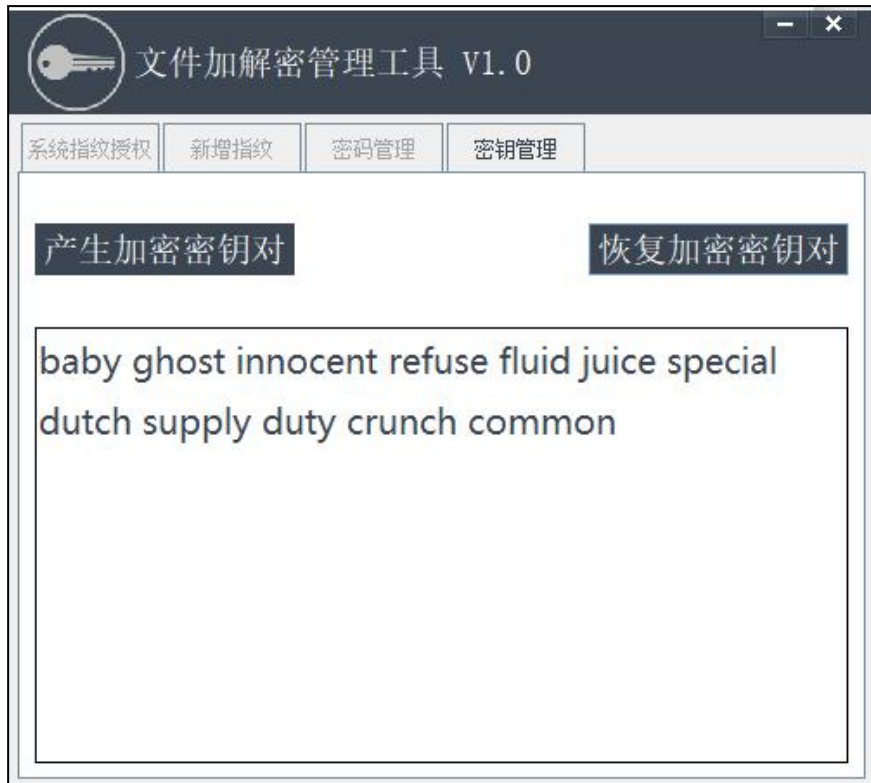 文件加解密管理工具 V1.0
系统指纹授权 新增指纹 密码管理 密钥管理
产生加密密钥对 恢复加密密钥对
baby ghost innocent refuse fluid juice special
dutch supply duty crunch common